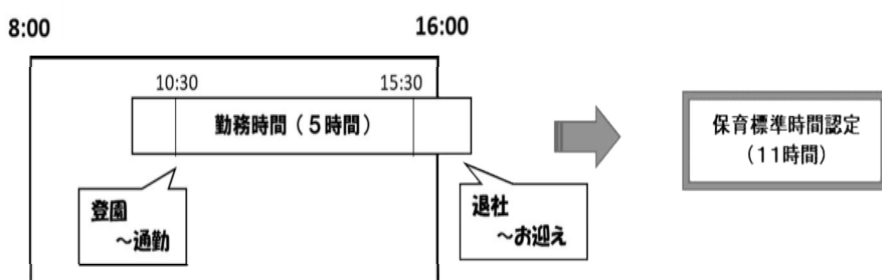 8:00
16:00
10:30
15:30
勤務時間（５時間）
保育標準時間認定
（11時間）
登園
～通勤
退社
～お迎え